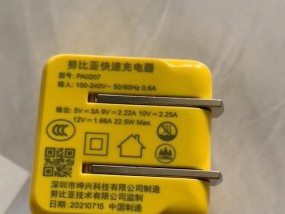 努比亚快速充电器
型号: PA0207
输入: 100-240V~ 50/60Hz 0.6A
输出: 5V⎓3A 9V⎓2.22A 10V⎓2.25A
12V⎓1.88A 22.5W Max.
深圳市坤兴科技有限公司制造
努比亚技术有限公司监制
日期: 20210715 中国制造